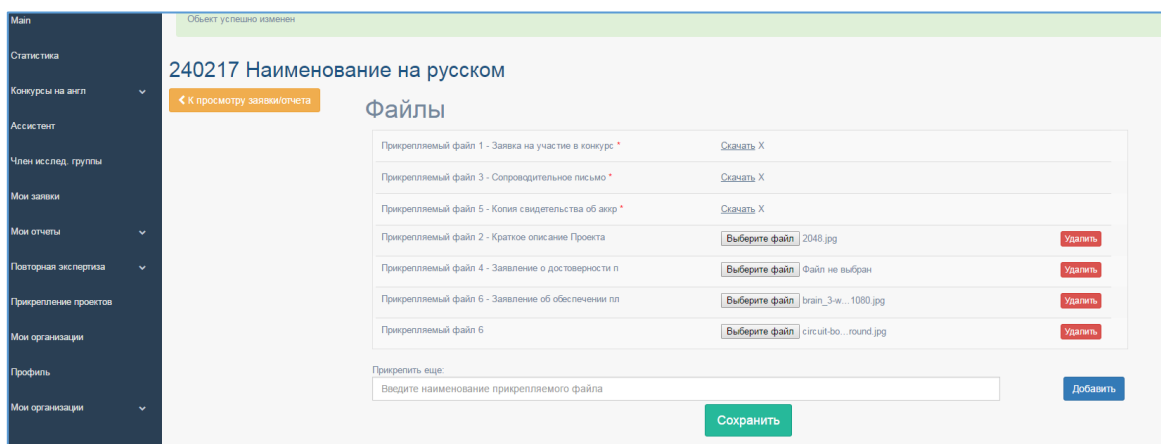 Main
Статистика
Конкурсы на англ
Ассистент
Член исслед. группы
Мои заявки
Мои отчеты
Повторная экспертиза
Прикрепление проектов
Мои организации
Профиль
Мои организации
Объект успешно изменен
240217 Наименование на русском
К просмотру заявки/отчета
Файлы
Прикрепляемый файл 1 - Заявка на участие в конкурс * Скачать X
Прикрепляемый файл 3 - Сопроводительное письмо * Скачать X
Прикрепляемый файл 5 - Копия свидетельства об аккр * Скачать X
Прикрепляемый файл 2 - Краткое описание Проекта Выберите файл 2048.jpg Удалить
Прикрепляемый файл 4 - Заявление о достоверности п Выберите файл Файл не выбран Удалить
Прикрепляемый файл 6 - Заявление об обеспечении пл Выберите файл brain_3-w...1080.jpg Удалить
Прикрепляемый файл 6 Выберите файл circuit-bo...round.jpg Удалить
Прикрепить еще:
Введите наименование прикрепляемого файла Добавить
Сохранить